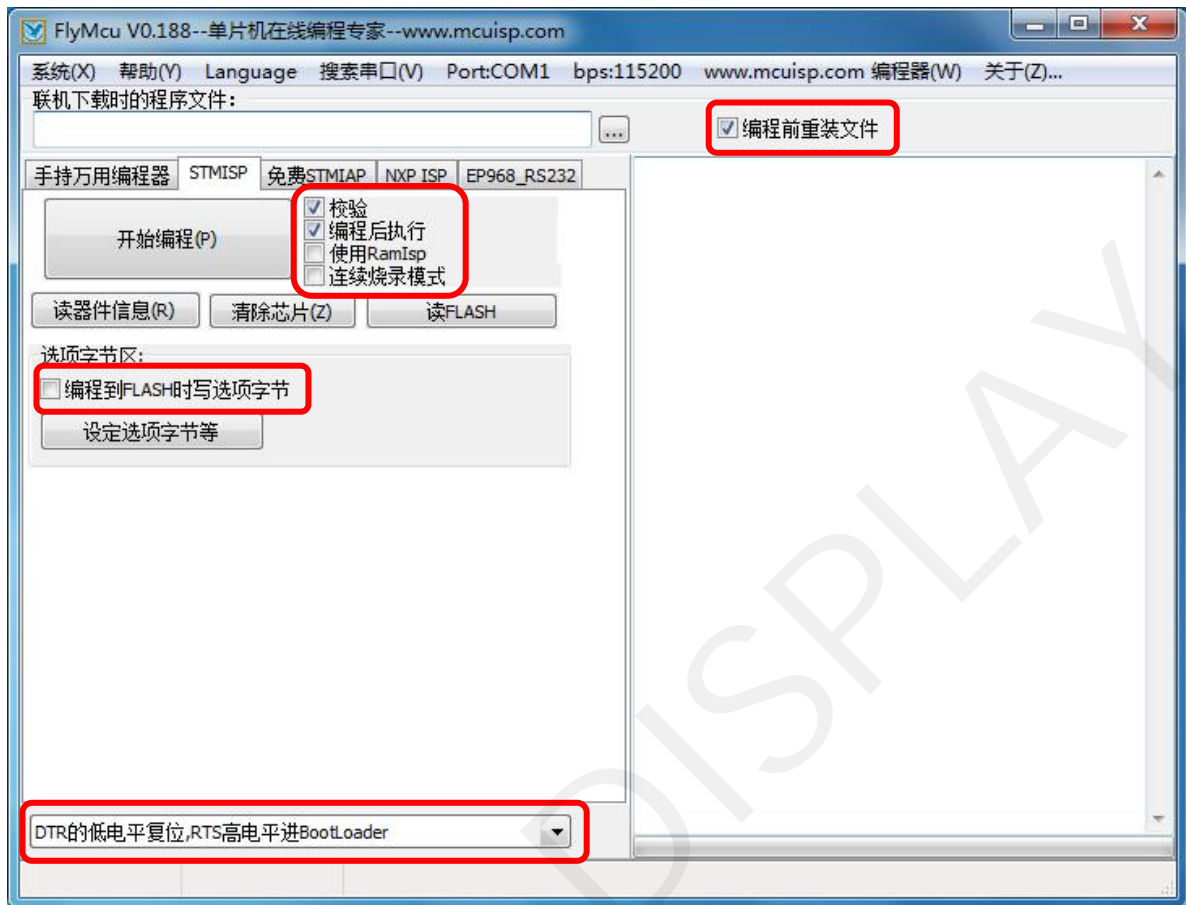 FlyMcu V0.188--单片机在线编程专家--www.mcuisp.com
系统(X) 帮助(Y) Language 搜索串口(V) Port:COM1 bps:115200 www.mcuisp.com 编程器(W) 关于(Z)...
联机下载时的程序文件:
... 编程前重装文件
手持万用编程器 STMISP 免费STMIAP NXP ISP EP968_RS232
开始编程(P)
校验
编程后执行
使用RamIsp
连续烧录模式
读器件信息(R) 清除芯片(Z) 读FLASH
选项字节区:
编程到FLASH时写选项字节
设定选项字节等
DTR的低电平复位,RTS高电平进BootLoader
DISPLAY